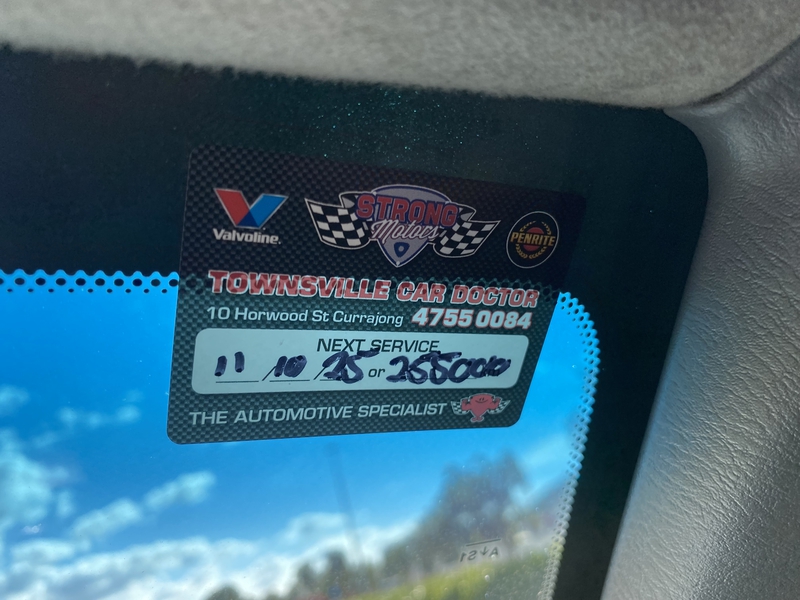 Valvoline
STRONG
Motors
PENRITE
TOWNSVILLE CAR DOCTOR
10 Horwood St Currajong 4755 0084
NEXT SERVICE
11 / 10 / 25 or 255000
THE AUTOMOTIVE SPECIALIST